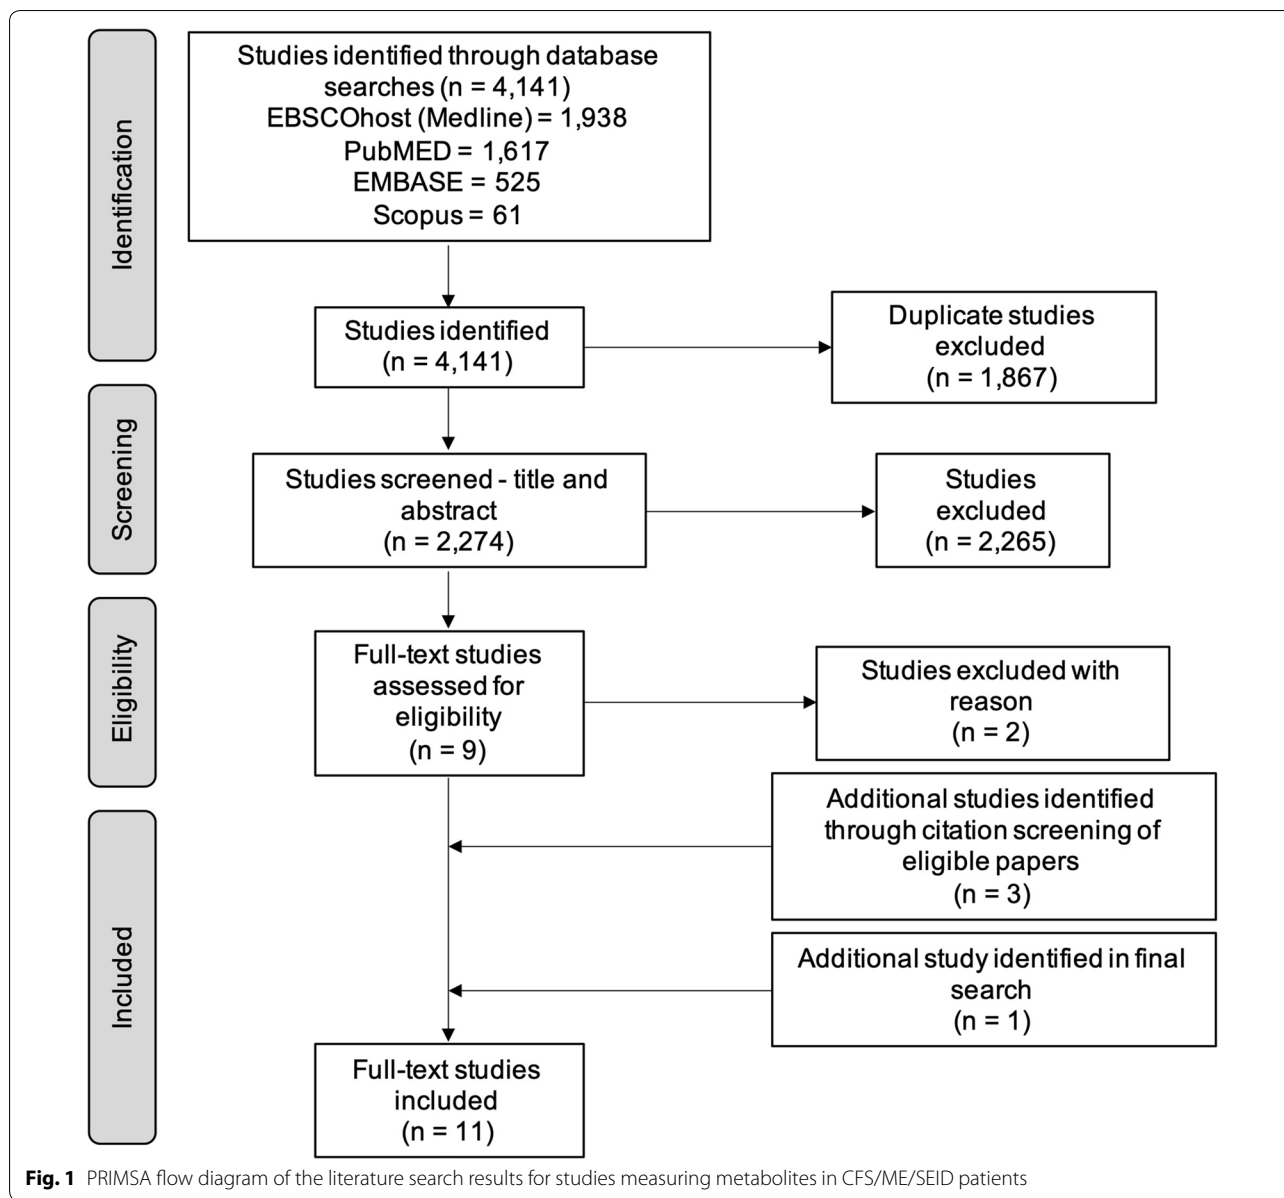 Identification
Studies identified through database
searches (n = 4,141)
EBSCOhost (Medline) = 1,938
PubMED = 1,617
EMBASE = 525
Scopus = 61
Studies identified
(n = 4,141)
Duplicate studies
excluded
(n = 1,867)
Screening
Studies screened - title and
abstract
(n = 2,274)
Studies
excluded
(n = 2,265)
Eligibility
Full-text studies
assessed for
eligibility
(n = 9)
Studies excluded with
reason
(n = 2)
Included
Additional studies identified
through citation screening of
eligible papers
(n = 3)
Additional study identified in final
search
(n = 1)
Full-text studies
included
(n = 11)
Fig. 1 PRIMSA flow diagram of the literature search results for studies measuring metabolites in CFS/ME/SEID patients